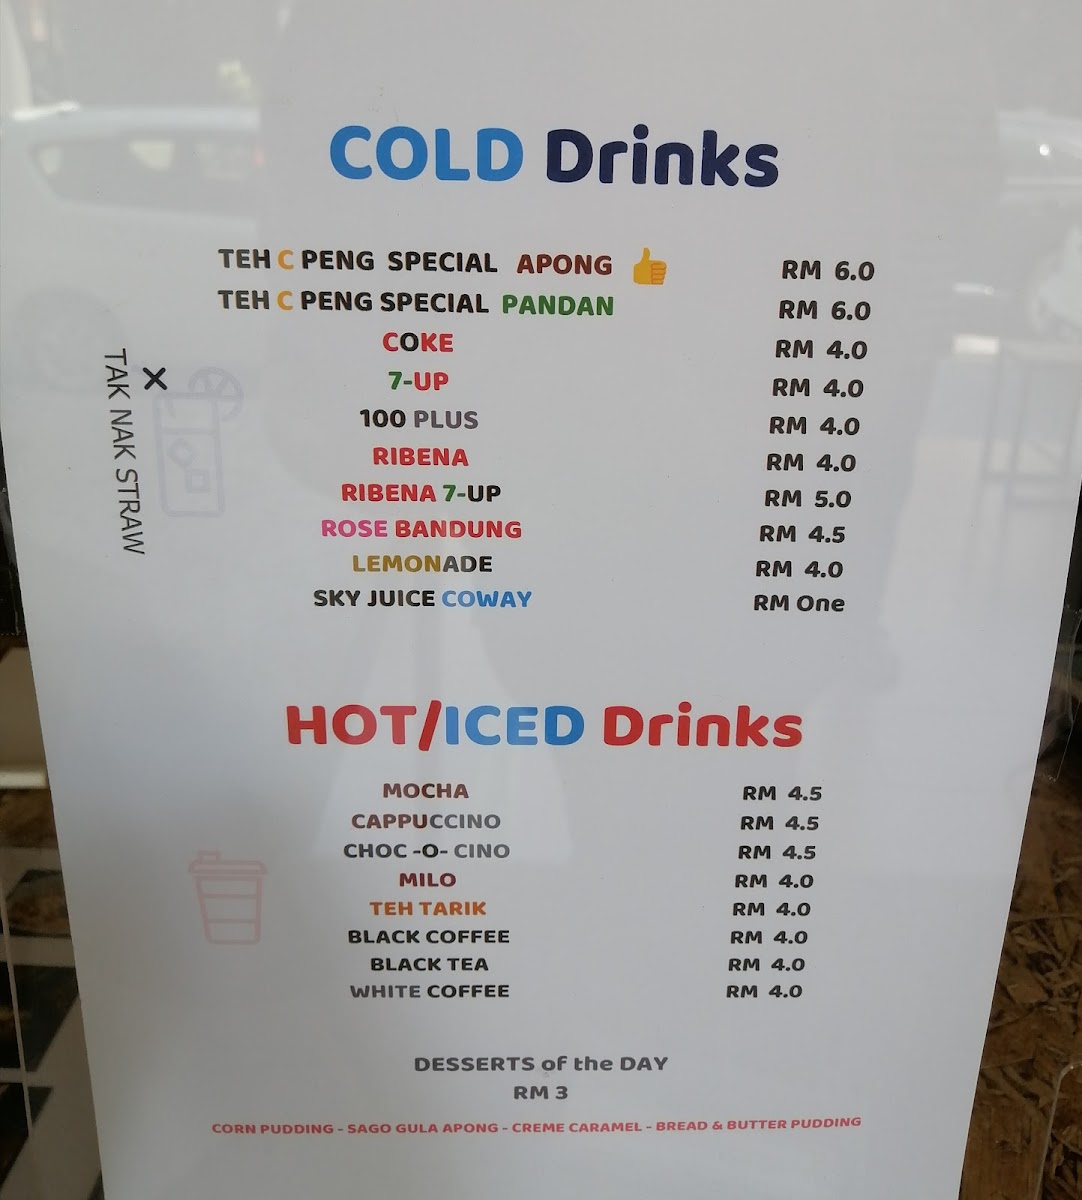 COLD Drinks
TEH C PENG SPECIAL APONG 👍 RM 6.0
TEH C PENG SPECIAL PANDAN RM 6.0
COKE RM 4.0
7-UP RM 4.0
100 PLUS RM 4.0
RIBENA RM 4.0
RIBENA 7-UP RM 5.0
ROSE BANDUNG RM 4.5
LEMONADE RM 4.0
SKY JUICE COWAY RM One
X
TAK NAK STRAW
HOT/ICED Drinks
MOCHA RM 4.5
CAPPUCCINO RM 4.5
CHOC -O- CINO RM 4.5
MILO RM 4.0
TEH TARIK RM 4.0
BLACK COFFEE RM 4.0
BLACK TEA RM 4.0
WHITE COFFEE RM 4.0
DESSERTS of the DAY
RM 3
CORN PUDDING - SAGO GULA APONG - CREME CARAMEL - BREAD & BUTTER PUDDING